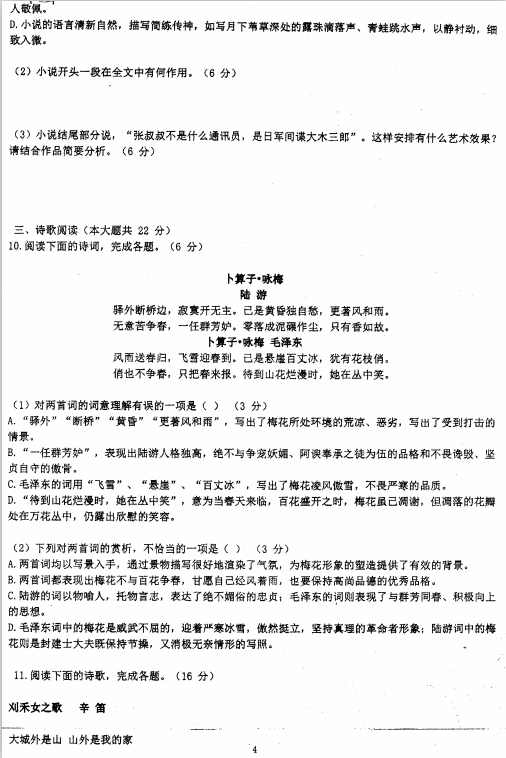 人敬佩。
D.小说的语言清新自然，描写简练传神，如写月下苇草深处的露珠滴落声、青蛙跳水声，以静衬动，细
致入微。
（2）小说开头一段在全文中有何作用。（6 分）
（3）小说结尾部分说，“张叔叔不是什么通讯员，是日军间谍大木三郎”。这样安排有什么艺术效果？
请结合作品简要分析。（6 分）
三、诗歌阅读（本大题共 22 分）
10.阅读下面的诗词，完成各题。（6 分）
卜算子•咏梅
陆 游
驿外断桥边，寂寞开无主。已是黄昏独自愁，更著风和雨。
无意苦争春，一任群芳妒。零落成泥碾作尘，只有香如故。
卜算子•咏梅 毛泽东
风雨送春归，飞雪迎春到。已是悬崖百丈冰，犹有花枝俏。
俏也不争春，只把春来报。待到山花烂漫时，她在丛中笑。
（1）对两首词的词意理解有误的一项是（ ）（3 分）
A.“驿外”“断桥”“黄昏”“更著风和雨”，写出了梅花所处环境的荒凉、恶劣，写出了受到打击的
情景。
B.“一任群芳妒”，表现出陆游人格独高，绝不与争宠妖媚、阿谀奉承之徒为伍的品格和不畏谗毁、坚
贞自守的傲骨。
C.毛泽东的词用“飞雪”、“悬崖”、“百丈冰”，写出了梅花凌风傲雪，不畏严寒的品质。
D.“待到山花烂漫时，她在丛中笑”，意为当春天来临，百花盛开之时，梅花虽已凋谢，但凋落的花瓣
处在万花丛中，仍露出欣慰的笑容。
（2）下列对两首词的赏析，不恰当的一项是（ ）（3 分）
A.两首词均以写景入手，通过景物描写很好地渲染了气氛，为梅花形象的塑造提供了有效的背景。
B.两首词都表现出梅花不与百花争春，甘愿自己经风着雨，也要保持高尚品德的优秀品格。
C.陆游的词以物喻人，托物言志，表达了绝不媚俗的忠贞；毛泽东的词则表现了与群芳同春、积极向上
的思想。
D.毛泽东词中的梅花是威武不屈的，迎着严寒冰雪，傲然挺立，坚持真理的革命者形象；陆游词中的梅
花则是封建士大夫既保持节操，又消极无奈情形的写照。
11.阅读下面的诗歌，完成各题。（16 分）
刈禾女之歌 辛 笛
大城外是山 山外是我的家
4